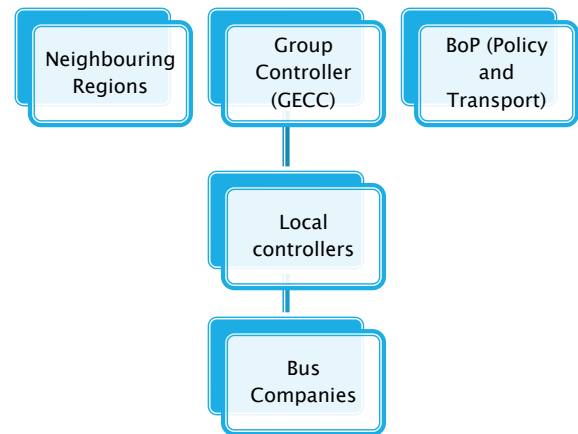 Neighbouring
Regions
Group
Controller
(GECC)
BoP (Policy
and
Transport)
Local
controllers
Bus
Companies